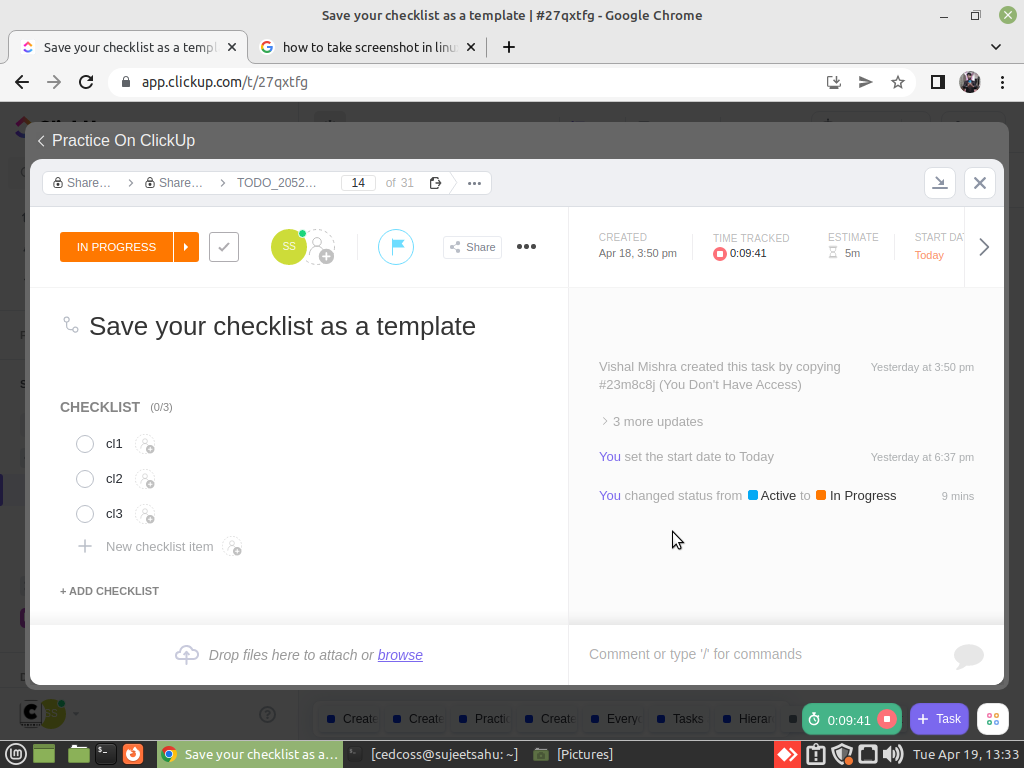 Save your checklist as a template | #27qxtfg - Google Chrome
Save your checklist as a templ
how to take screenshot in linu
app.clickup.com/t/27qxtfg
Practice On ClickUp
Share...
Share...
TODO_2052...
14 of 31
IN PROGRESS
SS
Share
CREATED
Apr 18, 3:50 pm
TIME TRACKED
0:09:41
ESTIMATE
5m
START DAT
Today
Save your checklist as a template
CHECKLIST (0/3)
cl1
cl2
cl3
New checklist item
+ ADD CHECKLIST
Vishal Mishra created this task by copying #23m8c8j (You Don't Have Access)
Yesterday at 3:50 pm
3 more updates
You set the start date to Today
Yesterday at 6:37 pm
You changed status from Active to In Progress
9 mins
Drop files here to attach or browse
Comment or type '/' for commands
Create
Create
Practi
Create
Every
Tasks
Hierar
0:09:41
+ Task
Save your checklist as a...
[cedcoss@sujeetsahu: ~]
[Pictures]
Tue Apr 19, 13:33